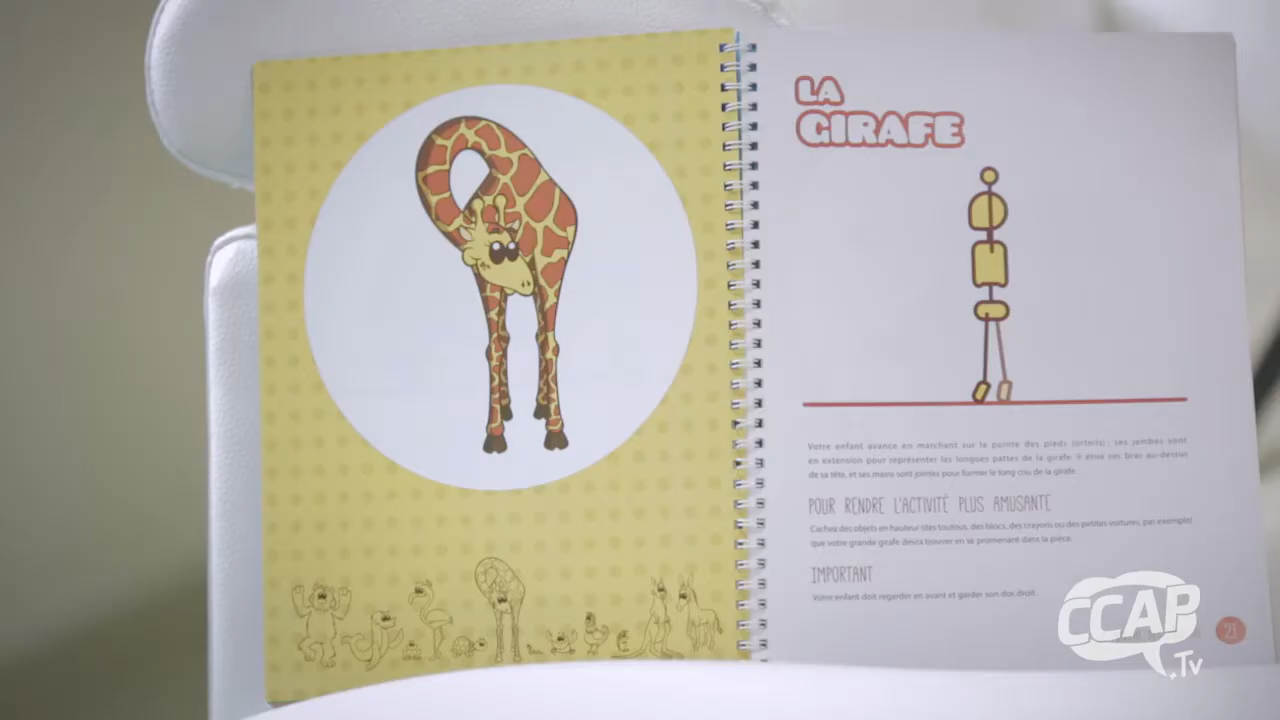 LA
GIRAFE
Votre enfant avance en marchant sur la pointe des pieds (orteils) ; ses jambes sont
en extension pour représenter les longues pattes de la girafe. Il étire ses bras au-dessus
de sa tête, et ses mains sont jointes pour former le long cou de la girafe.
POUR RENDRE L'ACTIVITÉ PLUS AMUSANTE
Cachez des objets en hauteur (des toutous, des blocs, des crayons ou des petites voitures, par exemple)
que votre grande girafe devra trouver en se promenant dans la pièce.
IMPORTANT
Votre enfant doit regarder en avant et garder son dos droit.
CCAP
.Tv
21